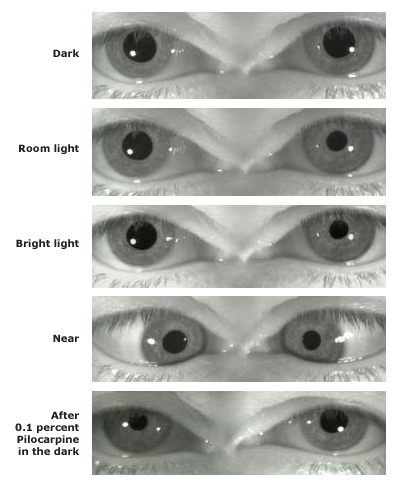 Dark
Room light
Bright light
Near
After
0.1 percent
Pilocarpine
in the dark